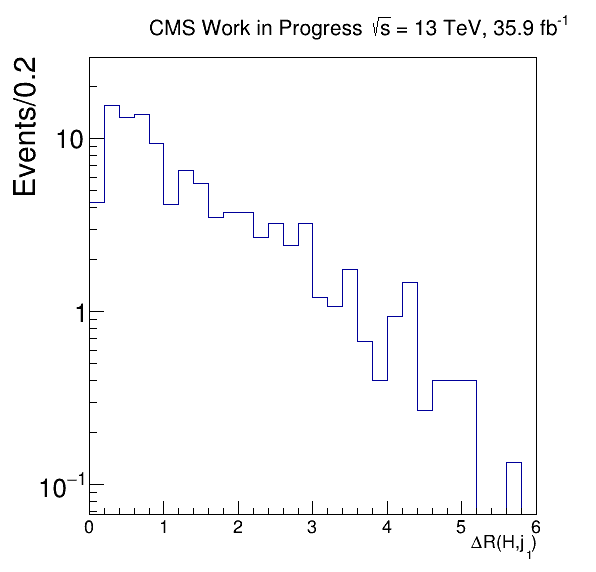 CMS Work in Progress √s = 13 TeV, 35.9 fb⁻¹
Events/0.2
10
1
10⁻¹
0 1 2 3 4 5 6
ΔR(H,j₁)